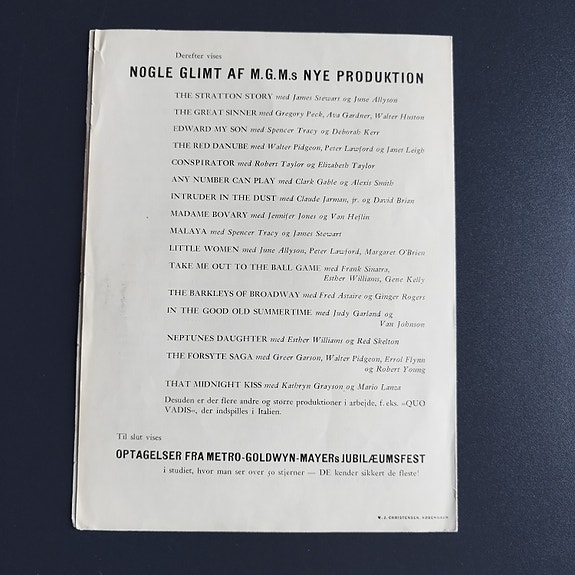 Derefter vises
NOGLE GLIMT AF M.G.M.s NYE PRODUKTION
THE STRATTON STORY med James Stewart og June Allyson
THE GREAT SINNER med Gregory Peck, Ava Gardner, Walter Huston
EDWARD MY SON med Spencer Tracy og Deborah Kerr
THE RED DANUBE med Walter Pidgeon, Peter Lawford og Janet Leigh
CONSPIRATOR med Robert Taylor og Elizabeth Taylor
ANY NUMBER CAN PLAY med Clark Gable og Alexis Smith
INTRUDER IN THE DUST med Claude Jarman, jr. og David Brian
MADAME BOVARY med Jennifer Jones og Van Heflin
MALAYA med Spencer Tracy og James Stewart
LITTLE WOMEN med June Allyson, Peter Lawford, Margaret O'Brien
TAKE ME OUT TO THE BALL GAME med Frank Sinatra,
Esther Williams, Gene Kelly
THE BARKLEYS OF BROADWAY med Fred Astaire og Ginger Rogers
IN THE GOOD OLD SUMMERTIME med Judy Garland og
Van Johnson
NEPTUNES DAUGHTER med Esther Williams og Red Skelton
THE FORSYTE SAGA med Greer Garson, Walter Pidgeon, Errol Flynn
og Robert Young
THAT MIDNIGHT KISS med Kathryn Grayson og Mario Lanza
Desuden er der flere andre og større produktioner i arbejde, f. eks. »QUO
VADIS«, der indspilles i Italien.
Til slut vises
OPTAGELSER FRA METRO-GOLDWYN-MAYERs JUBILÆUMSFEST
i studiet, hvor man ser over 50 stjerner — DE kender sikkert de fleste!
W. J. CHRISTENSEN, KØBENHAVN